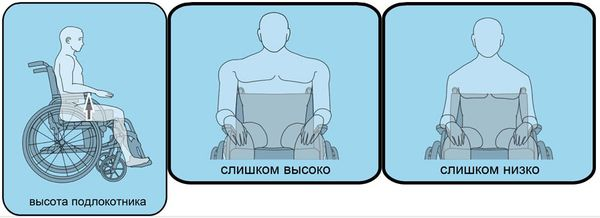 высота подлокотника
слишком высоко
слишком низко